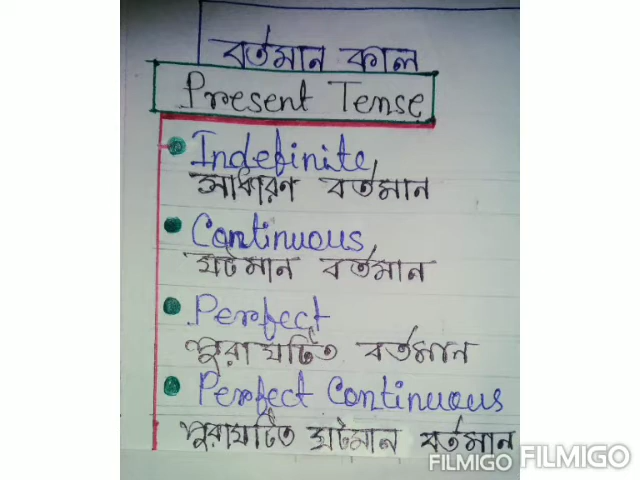 বর্তমান কাল
Present Tense
Indefinite
সাধারণ বর্তমান
Continuous
ঘটমান বর্তমান
Perfect
পুরাঘটিত বর্তমান
Perfect Continuous
পুরাঘটিত ঘটমান বর্তমান
FILMIGO FILMIGO